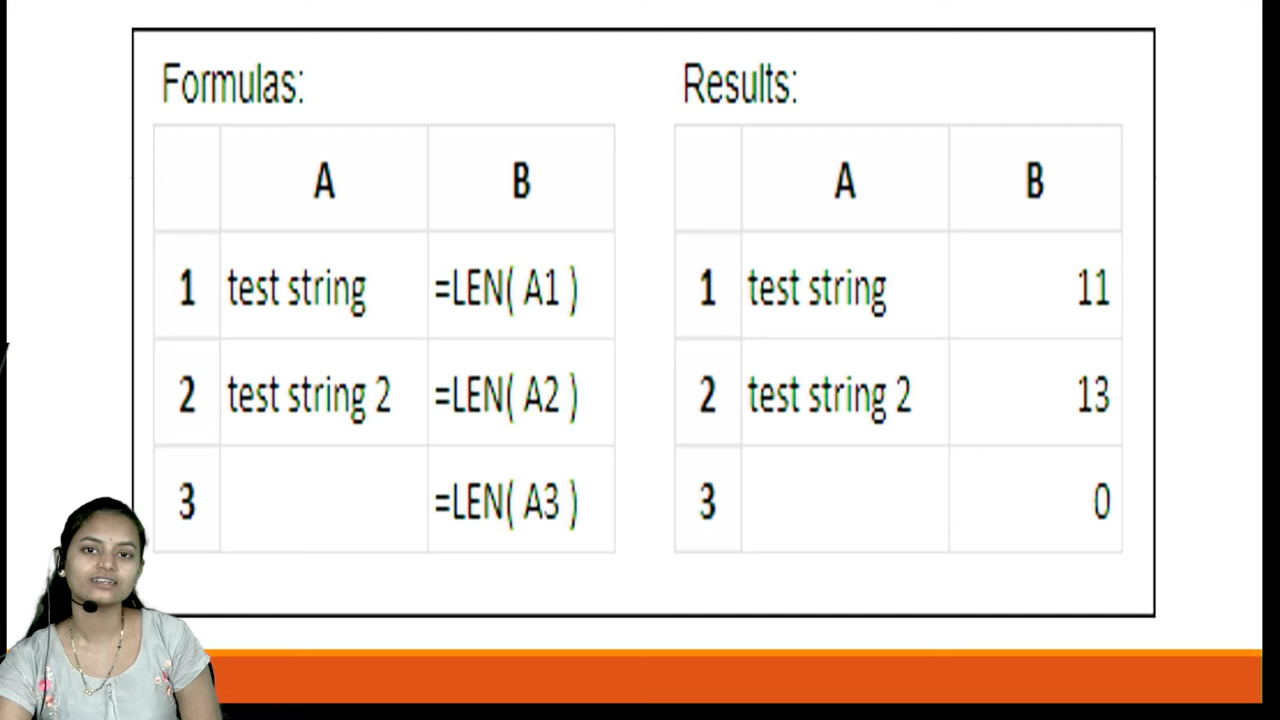 Formulas:
A B
1 test string =LEN( A1 )
2 test string 2 =LEN( A2 )
3 =LEN( A3 )
Results:
A B
1 test string 11
2 test string 2 13
3 0